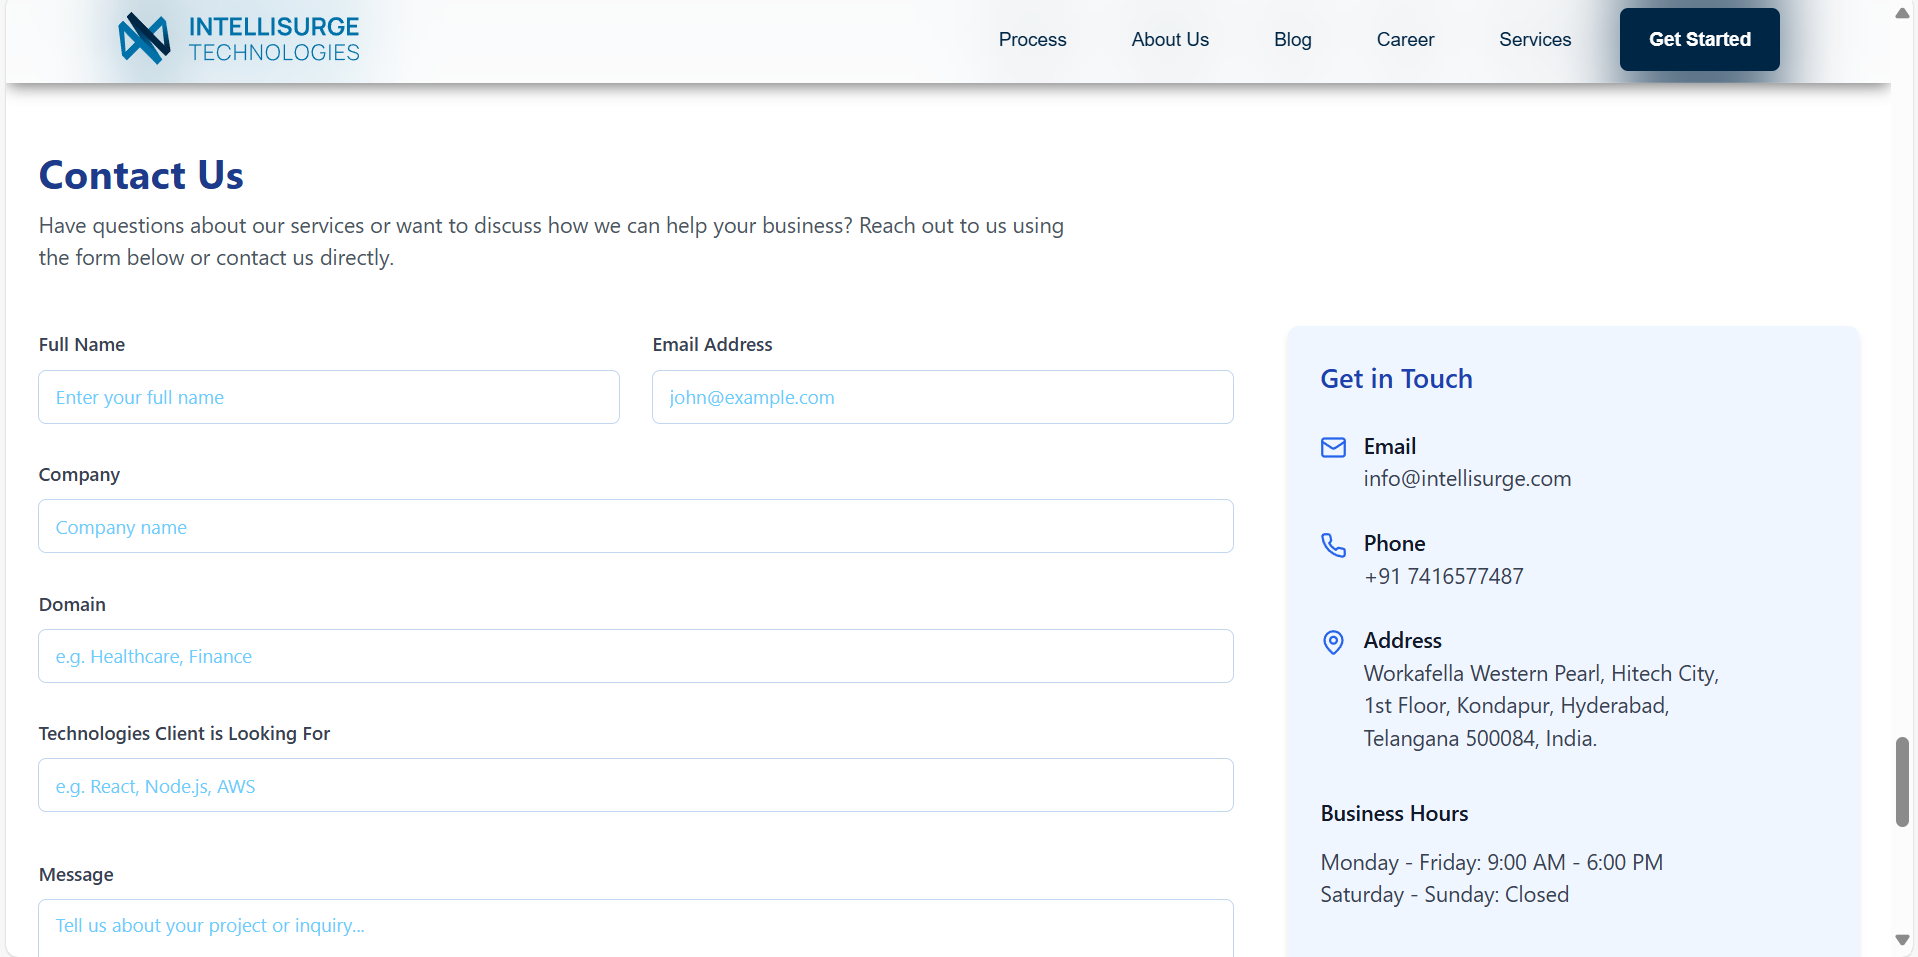 INTELLISURGE
TECHNOLOGIES
Process
About Us
Blog
Career
Services
Get Started
Contact Us
Have questions about our services or want to discuss how we can help your business? Reach out to us using
the form below or contact us directly.
Full Name
Enter your full name
Email Address
john@example.com
Company
Company name
Domain
e.g. Healthcare, Finance
Technologies Client is Looking For
e.g. React, Node.js, AWS
Message
Tell us about your project or inquiry...
Get in Touch
Email
info@intellisurge.com
Phone
+91 7416577487
Address
Workafella Western Pearl, Hitech City,
1st Floor, Kondapur, Hyderabad,
Telangana 500084, India.
Business Hours
Monday - Friday: 9:00 AM - 6:00 PM
Saturday - Sunday: Closed